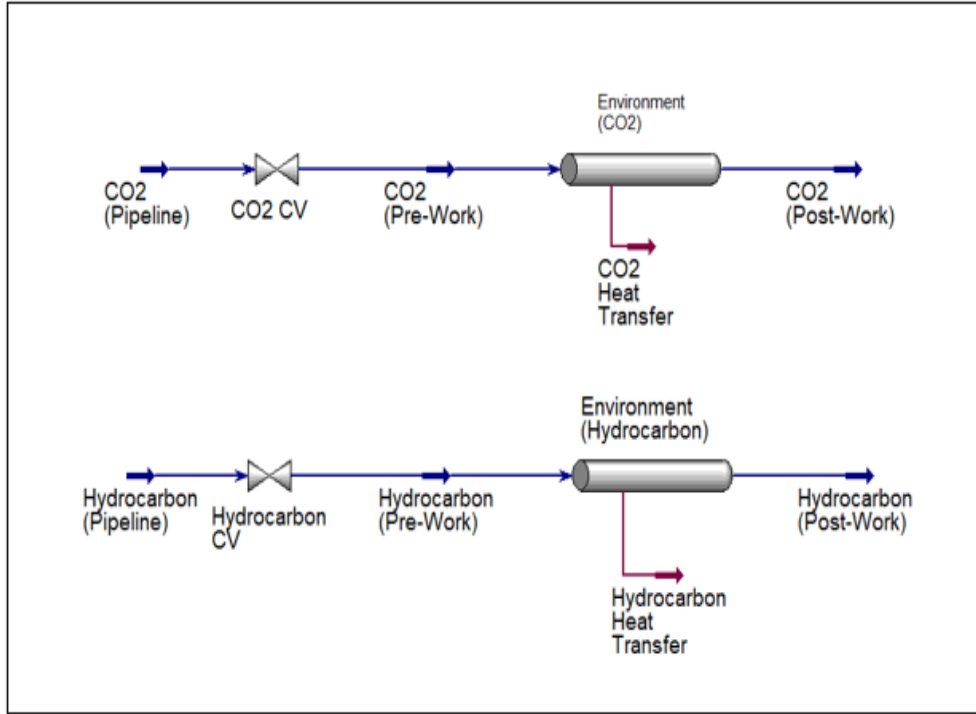 Environment
(CO2)
CO2
(Pipeline)
CO2 CV
CO2
(Pre-Work)
CO2
(Post-Work)
CO2
Heat
Transfer
Environment
(Hydrocarbon)
Hydrocarbon
(Pipeline)
Hydrocarbon
CV
Hydrocarbon
(Pre-Work)
Hydrocarbon
(Post-Work)
Hydrocarbon
Heat
Transfer